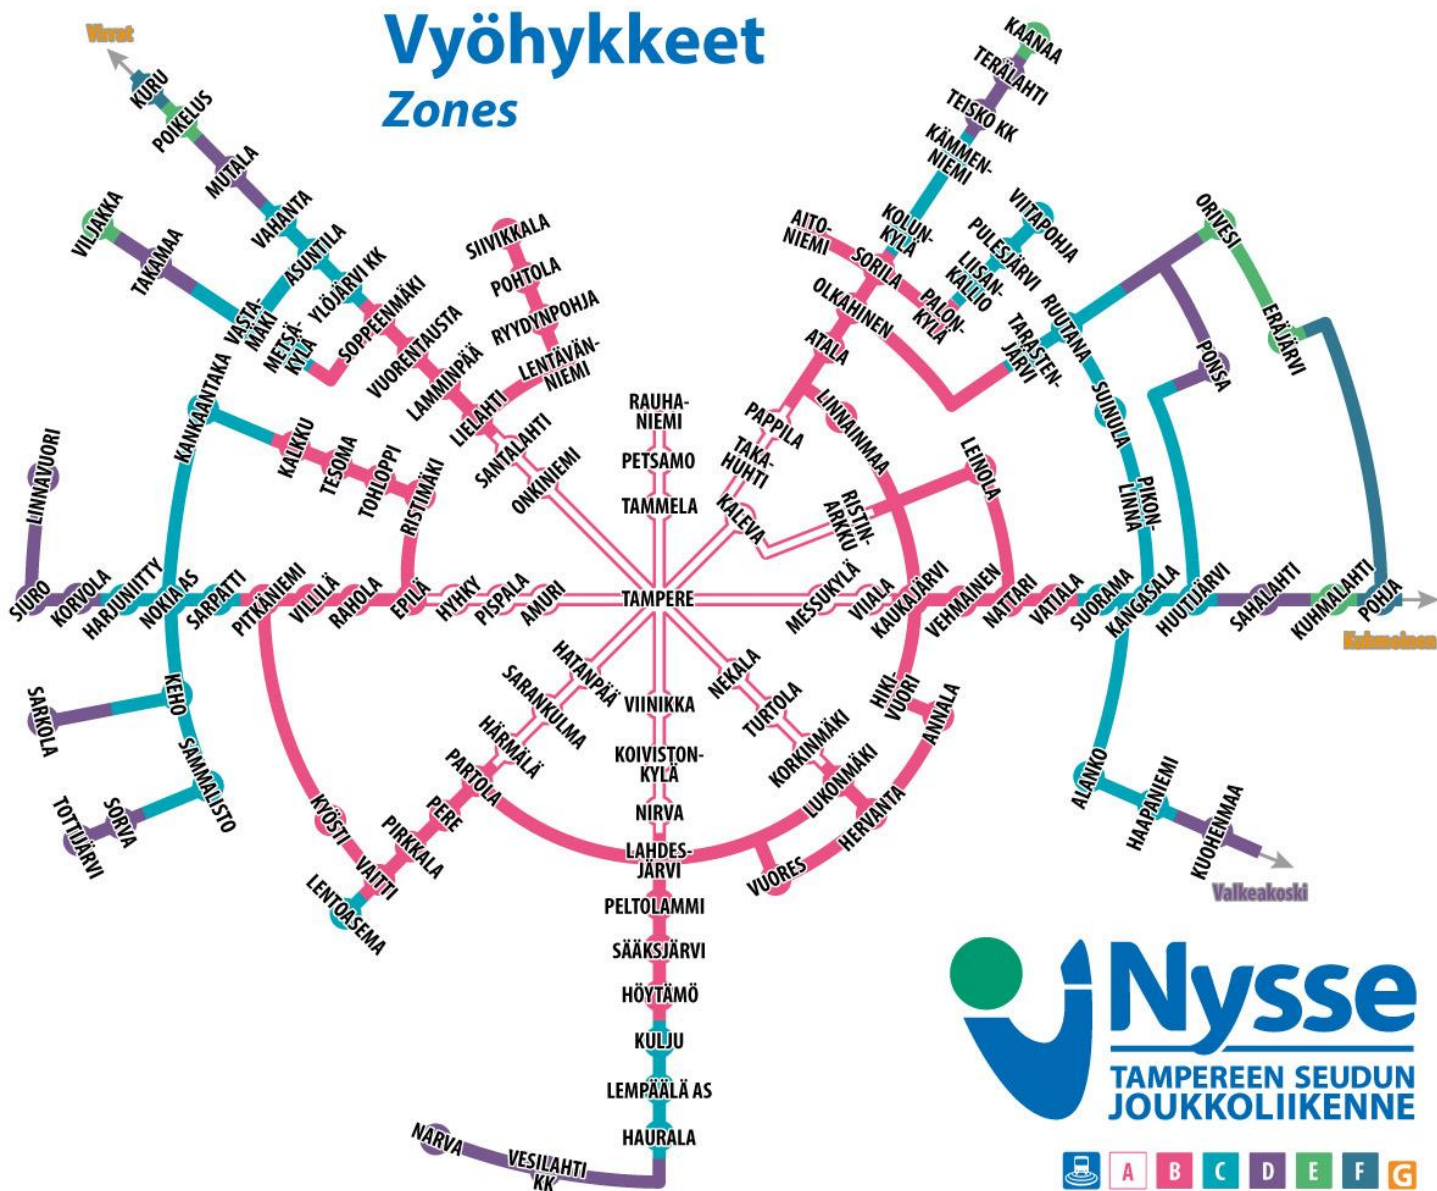 Vyöhykkeet
Zones
Virrat
KURU
POIKELUS
MUTALA
VAHANTA
ASUNTILA
YLÖJÄRVI KK
SOPPEENMÄKI
VUORENTAUSTA
LAMMINPÄÄ
LIELAHTI
SANTALAHTI
ONKINIEMI
VILJAKKA
TAKAMAA
VASTA-
MÄKI
METSÄ-
KYLÄ
SIIVIKKALA
POHTOLA
RYYDYNPOHJA
LENTÄVÄN-
NIEMI
RAUHA-
NIEMI
PETSAMO
TAMMELA
TAMPERE
KAANAA
TERÄLAHTI
TEISKO KK
KÄMMEN-
NIEMI
KOLUN-
KYLÄ
SORILA
AITO-
NIEMI
OLKAHINEN
ATALA
PAPPILA
TAKA-
HUHTI
KALEVA
VIITAPOHJA
PULESJÄRVI
LIISAN-
KALLIO
PALON-
KYLÄ
LINNAINMAA
LEINOLA
RISTIN-
ARKKU
ORIVESI
ERÄJÄRVI
PONSA
RUUTANA
TARASTEN-
JÄRVI
SUINULA
PIKON-
LINNA
KANKAANTAKA
KALKKU
TESOMA
TOHLOPPI
RISTIMÄKI
LINNAVUORI
SIURO
KORVOLA
HARJUNIITTY
NOKIA AS
SARPATTI
PITKÄNIEMI
VILLILÄ
RAHOLA
EPILÄ
HYHKY
PISPALA
AMURI
MESSUKYLÄ
VIIALA
KAUKAJÄRVI
VEHMAINEN
NATTARI
VATIALA
SUORAMA
KANGASALA
HUUTIJÄRVI
SAHALAHTI
KUHMALAHTI
POHJA
Kuhmoinen
SARKOLA
KEHO
SAMMALISTO
SORVA
TOTTIJÄRVI
KYÖSTI
VAITTI
LENTOASEMA
PIRKKALA
PERE
PARTOLA
HÄRMÄLÄ
SARANKULMA
HATANPÄÄ
VIINIKKA
KOIVISTON-
KYLÄ
NIRVA
LAHDES-
JÄRVI
PELTOLAMMI
SÄÄKSJÄRVI
HÖYTÄMÖ
KULJU
LEMPÄÄLÄ AS
HAURALA
VESILAHTI
KK
NARVA
NEKALA
TURTOLA
KORKINMÄKI
LUKONMÄKI
HERVANTA
VUORES
HIKI-
VUORI
ANNALA
ALANKO
HAAPANIEMI
KUOHENMAA
Valkeakoski
Nysse
TAMPEREEN SEUDUN
JOUKKOLIIKENNE
A B C D E F G